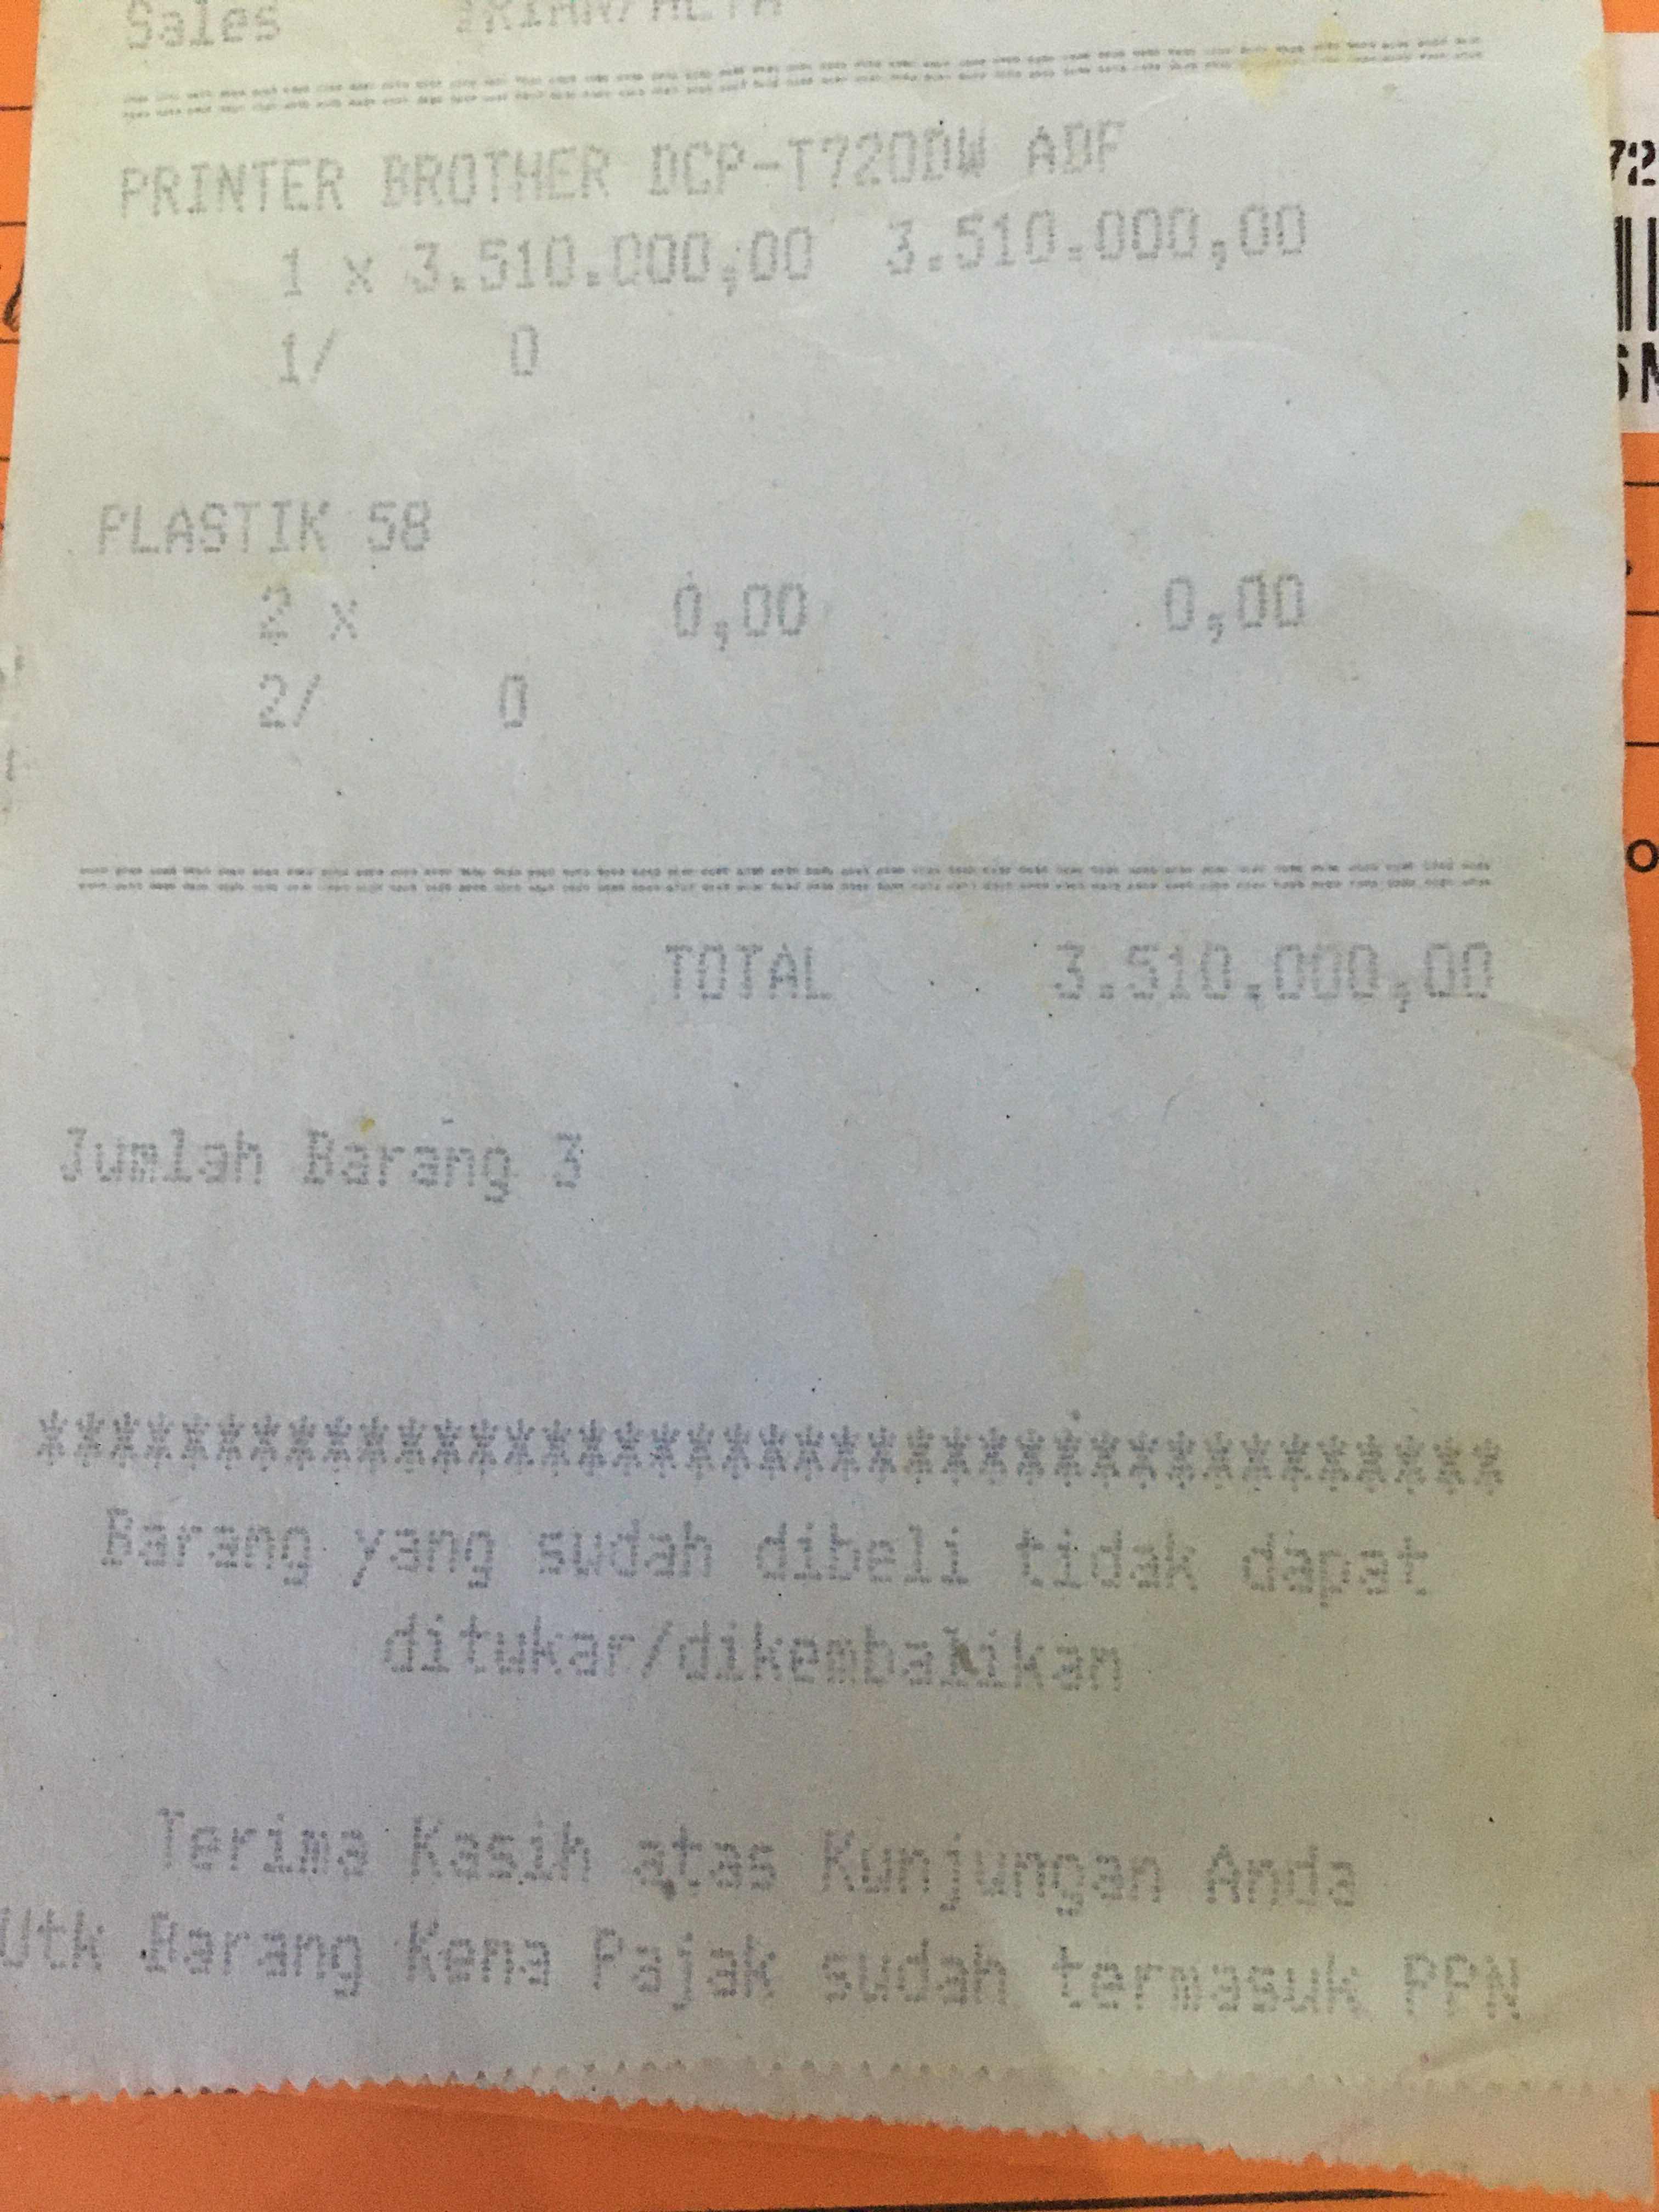 Sales
PRINTER BROTHER DCP-T720DW ADF
1 x 3.510.000,00 3.510.000,00
1/ 0
PLASTIK 58
2 x 0,00 0,00
2/ 0
TOTAL 3.510.000,00
Jumlah Barang 3
************************************
Barang yang sudah dibeli tidak dapat
ditukar/dikembalikan
Terima Kasih atas Kunjungan Anda
Utk Barang Kena Pajak sudah termasuk PPN
72